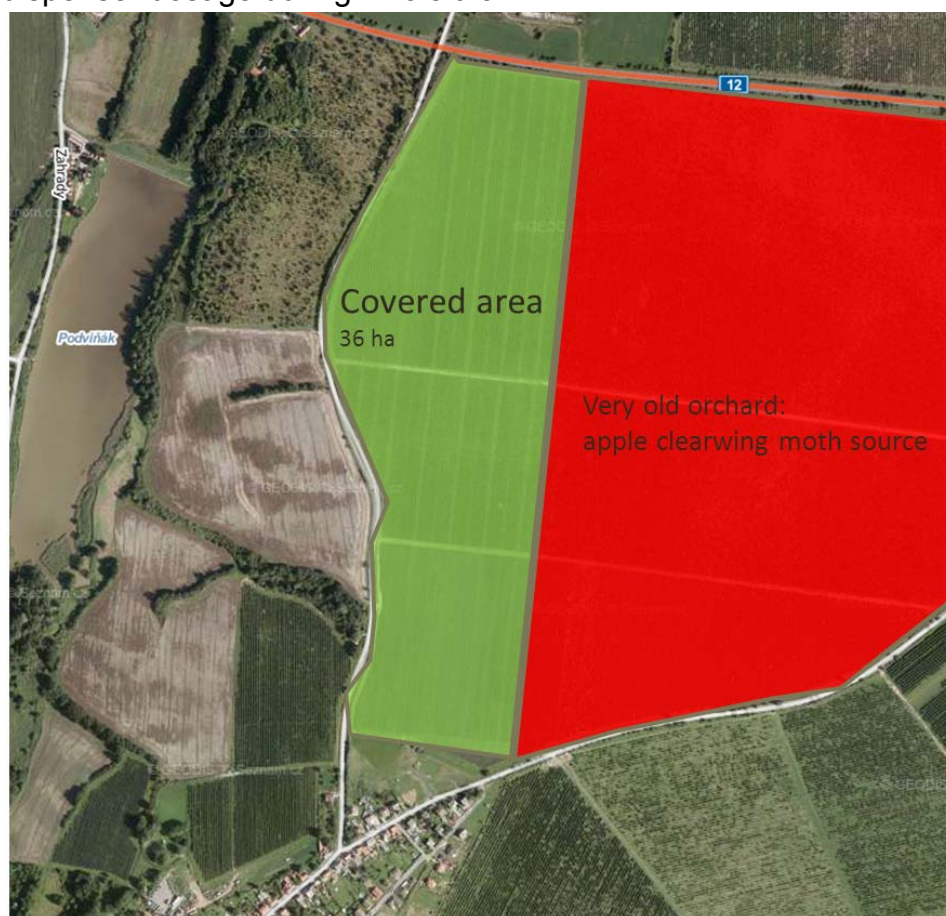 12
Zahrady
Covered area
36 ha
Podviňák
Very old orchard:
apple clearwing moth source